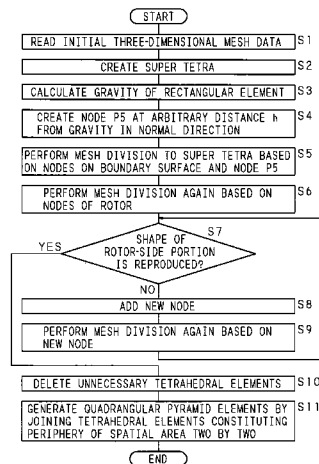 START
READ INITIAL THREE-DIMENSIONAL MESH DATA
S1
CREATE SUPER TETRA
S2
CALCULATE GRAVITY OF RECTANGULAR ELEMENT
S3
CREATE NODE P5 AT ARBITRARY DISTANCE h
FROM GRAVITY IN NORMAL DIRECTION
S4
PERFORM MESH DIVISION TO SUPER TETRA BASED
ON NODES ON BOUNDARY SURFACE AND NODE P5
S5
PERFORM MESH DIVISION AGAIN BASED ON
NODES OF ROTOR
S6
S7
YES
SHAPE OF
ROTOR-SIDE PORTION
IS REPRODUCED?
NO
ADD NEW NODE
S8
PERFORM MESH DIVISION AGAIN BASED ON
NEW NODE
S9
DELETE UNNECESSARY TETRAHEDRAL ELEMENTS
S10
GENERATE QUADRANGULAR PYRAMID ELEMENTS BY
JOINING TETRAHEDRAL ELEMENTS CONSTITUTING
PERIPHERY OF SPATIAL AREA TWO BY TWO
S11
END